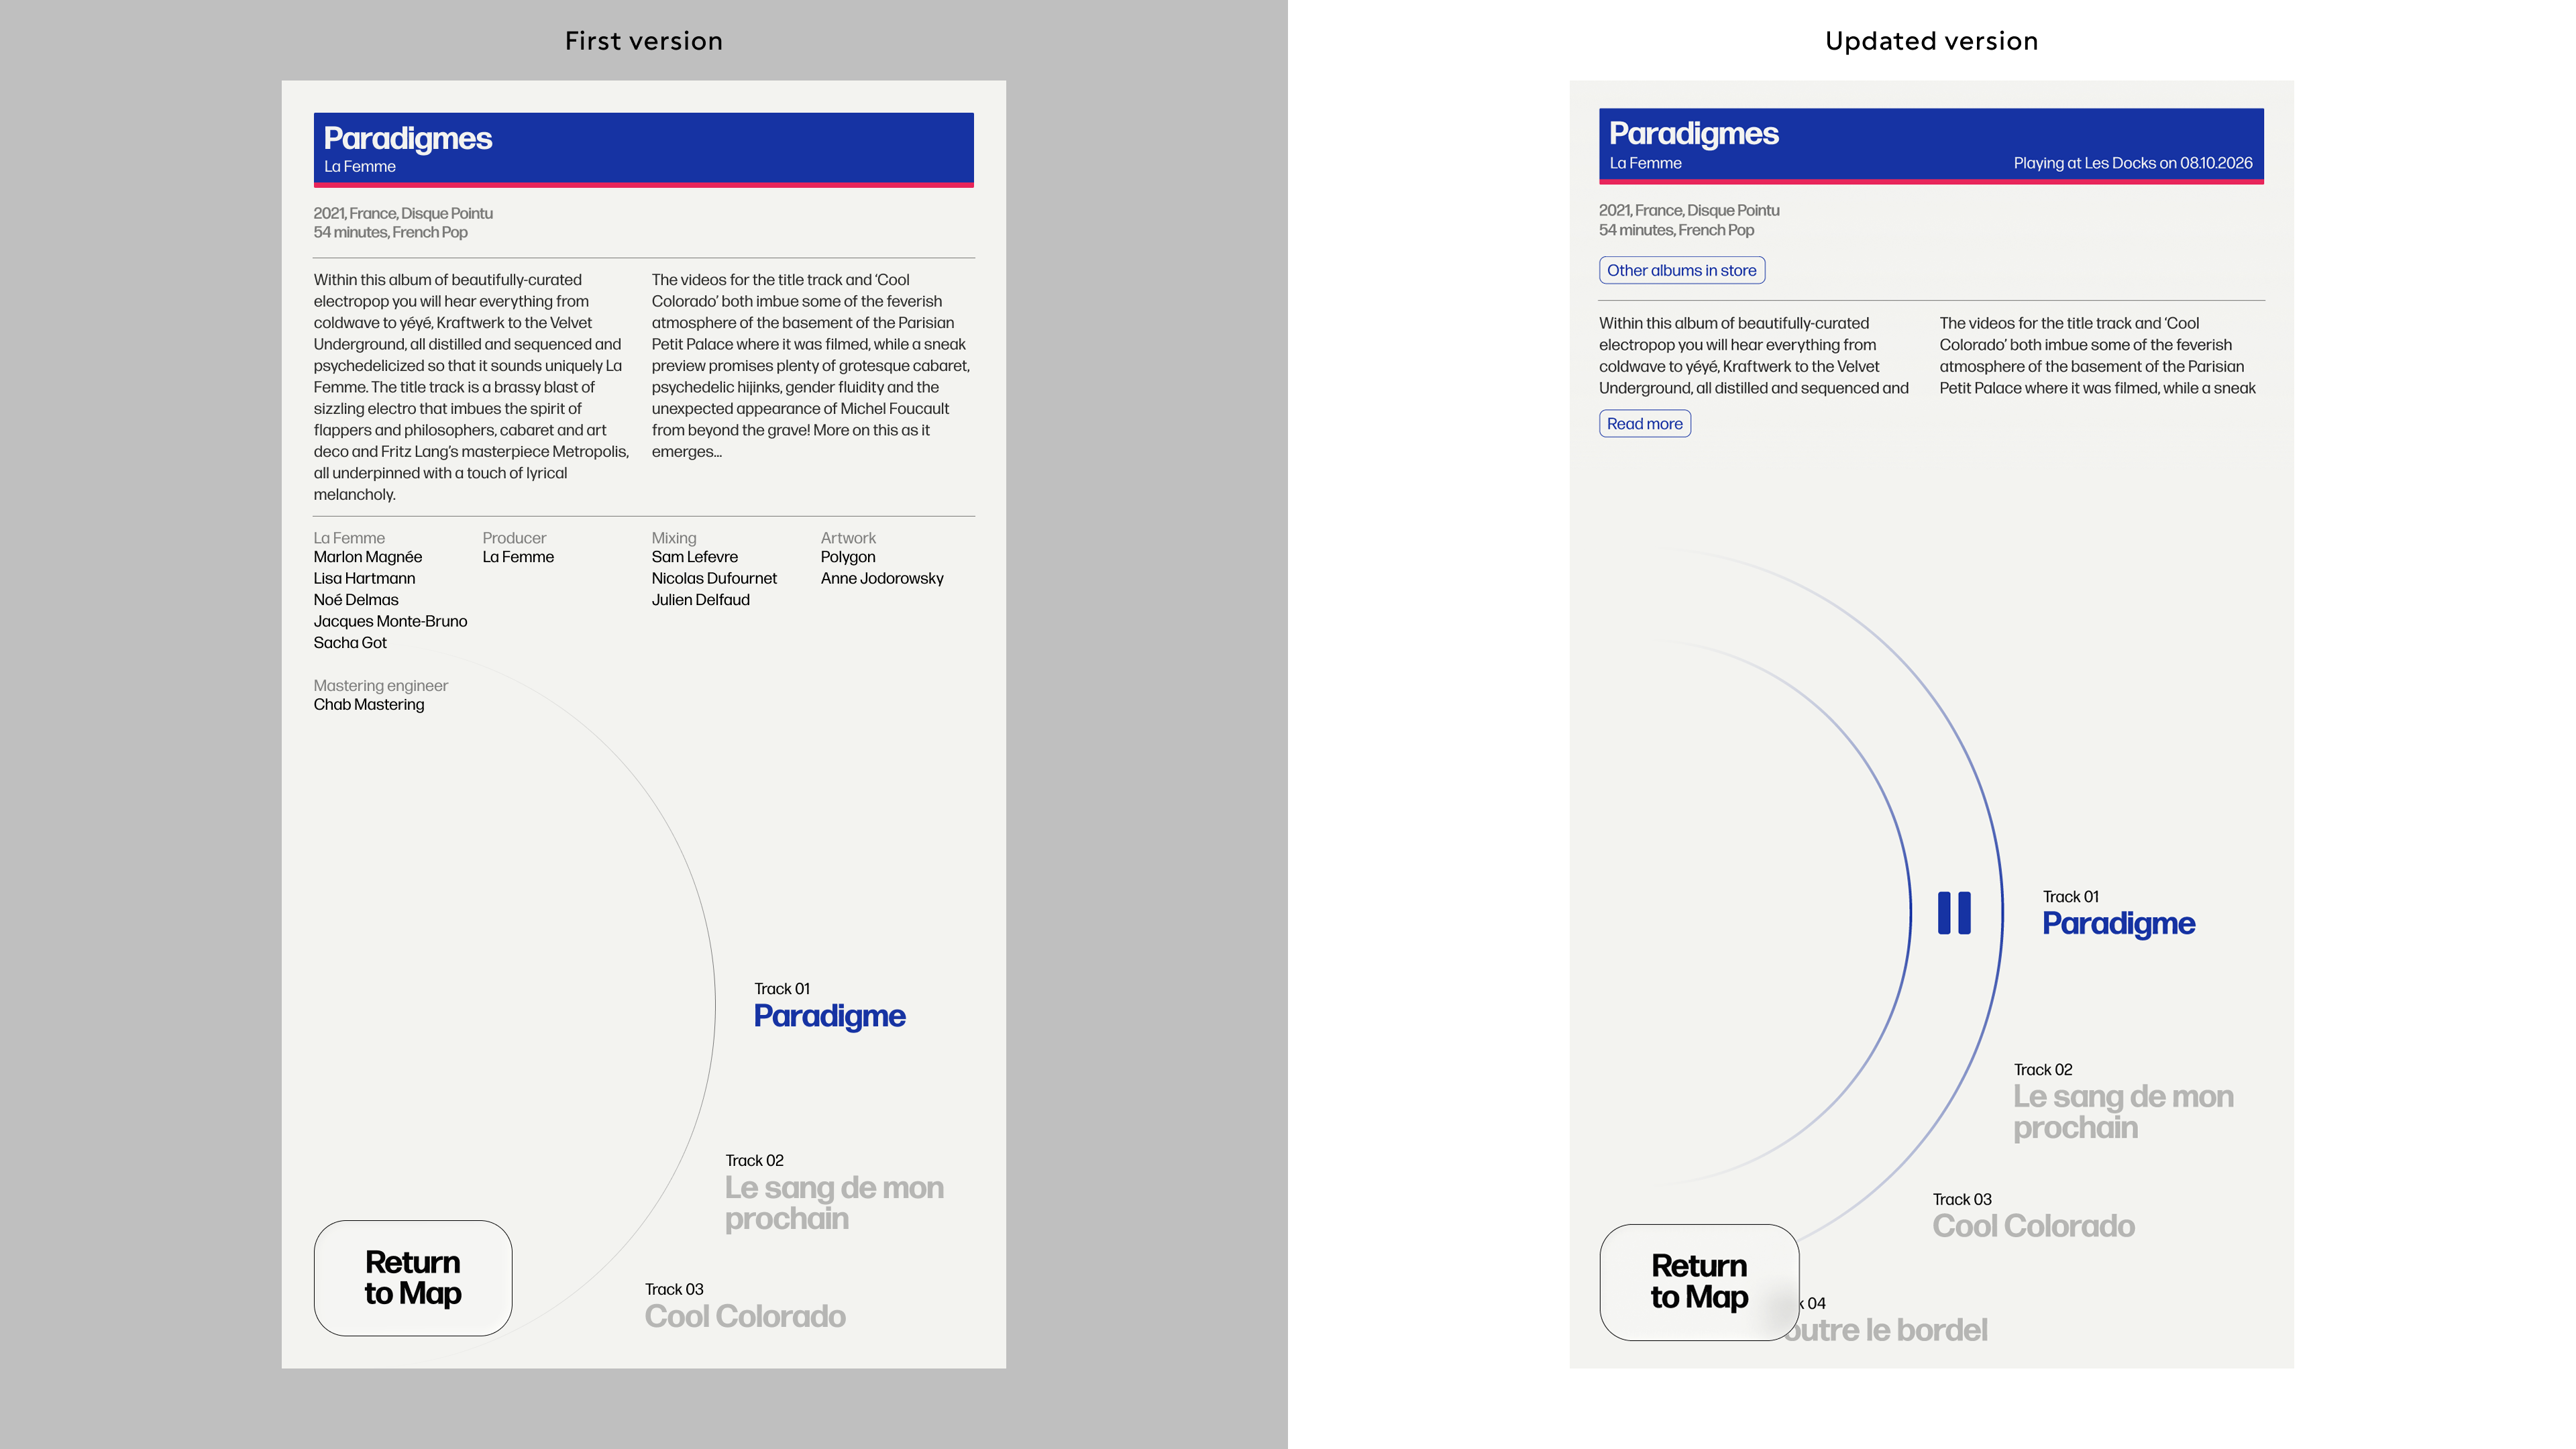 First version
Paradigmes
La Femme
2021, France, Disque Pointu
54 minutes, French Pop
Within this album of beautifully-curated
electropop you will hear everything from
coldwave to yéyé, Kraftwerk to the Velvet
Underground, all distilled and sequenced and
psychedelicized so that it sounds uniquely La
Femme. The title track is a brassy blast of
sizzling electro that imbues the spirit of
flappers and philosophers, cabaret and art
deco and Fritz Lang’s masterpiece Metropolis,
all underpinned with a touch of lyrical
melancholy.
The videos for the title track and ‘Cool
Colorado’ both imbue some of the feverish
atmosphere of the basement of the Parisian
Petit Palace where it was filmed, while a sneak
preview promises plenty of grotesque cabaret,
psychedelic hijinks, gender fluidity and the
unexpected appearance of Michel Foucault
from beyond the grave! More on this as it
emerges...
La Femme
Marlon Magnée
Lisa Hartmann
Noé Delmas
Jacques Monte-Bruno
Sacha Got
Producer
La Femme
Mixing
Sam Lefevre
Nicolas Dufournet
Julien Delfaud
Artwork
Polygon
Anne Jodorowsky
Mastering engineer
Chab Mastering
Track 01
Paradigme
Track 02
Le sang de mon
prochain
Track 03
Cool Colorado
Return
to Map
Updated version
Paradigmes
La Femme
Playing at Les Docks on 08.10.2026
2021, France, Disque Pointu
54 minutes, French Pop
Other albums in store
Within this album of beautifully-curated
electropop you will hear everything from
coldwave to yéyé, Kraftwerk to the Velvet
Underground, all distilled and sequenced and
The videos for the title track and ‘Cool
Colorado’ both imbue some of the feverish
atmosphere of the basement of the Parisian
Petit Palace where it was filmed, while a sneak
Read more
Track 01
Paradigme
Track 02
Le sang de mon
prochain
Track 03
Cool Colorado
k 04
outre le bordel
Return
to Map